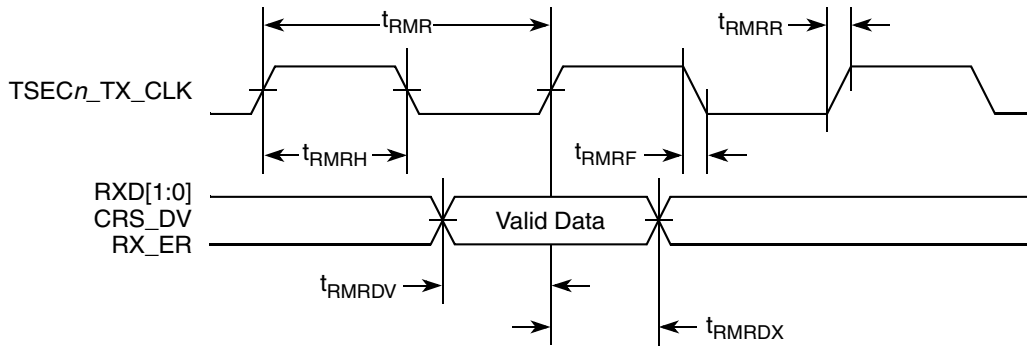 tRMR
tRMRR
TSECn_TX_CLK
tRMRH
tRMRF
RXD[1:0]
CRS_DV
Valid Data
RX_ER
tRMRDV
tRMRDX